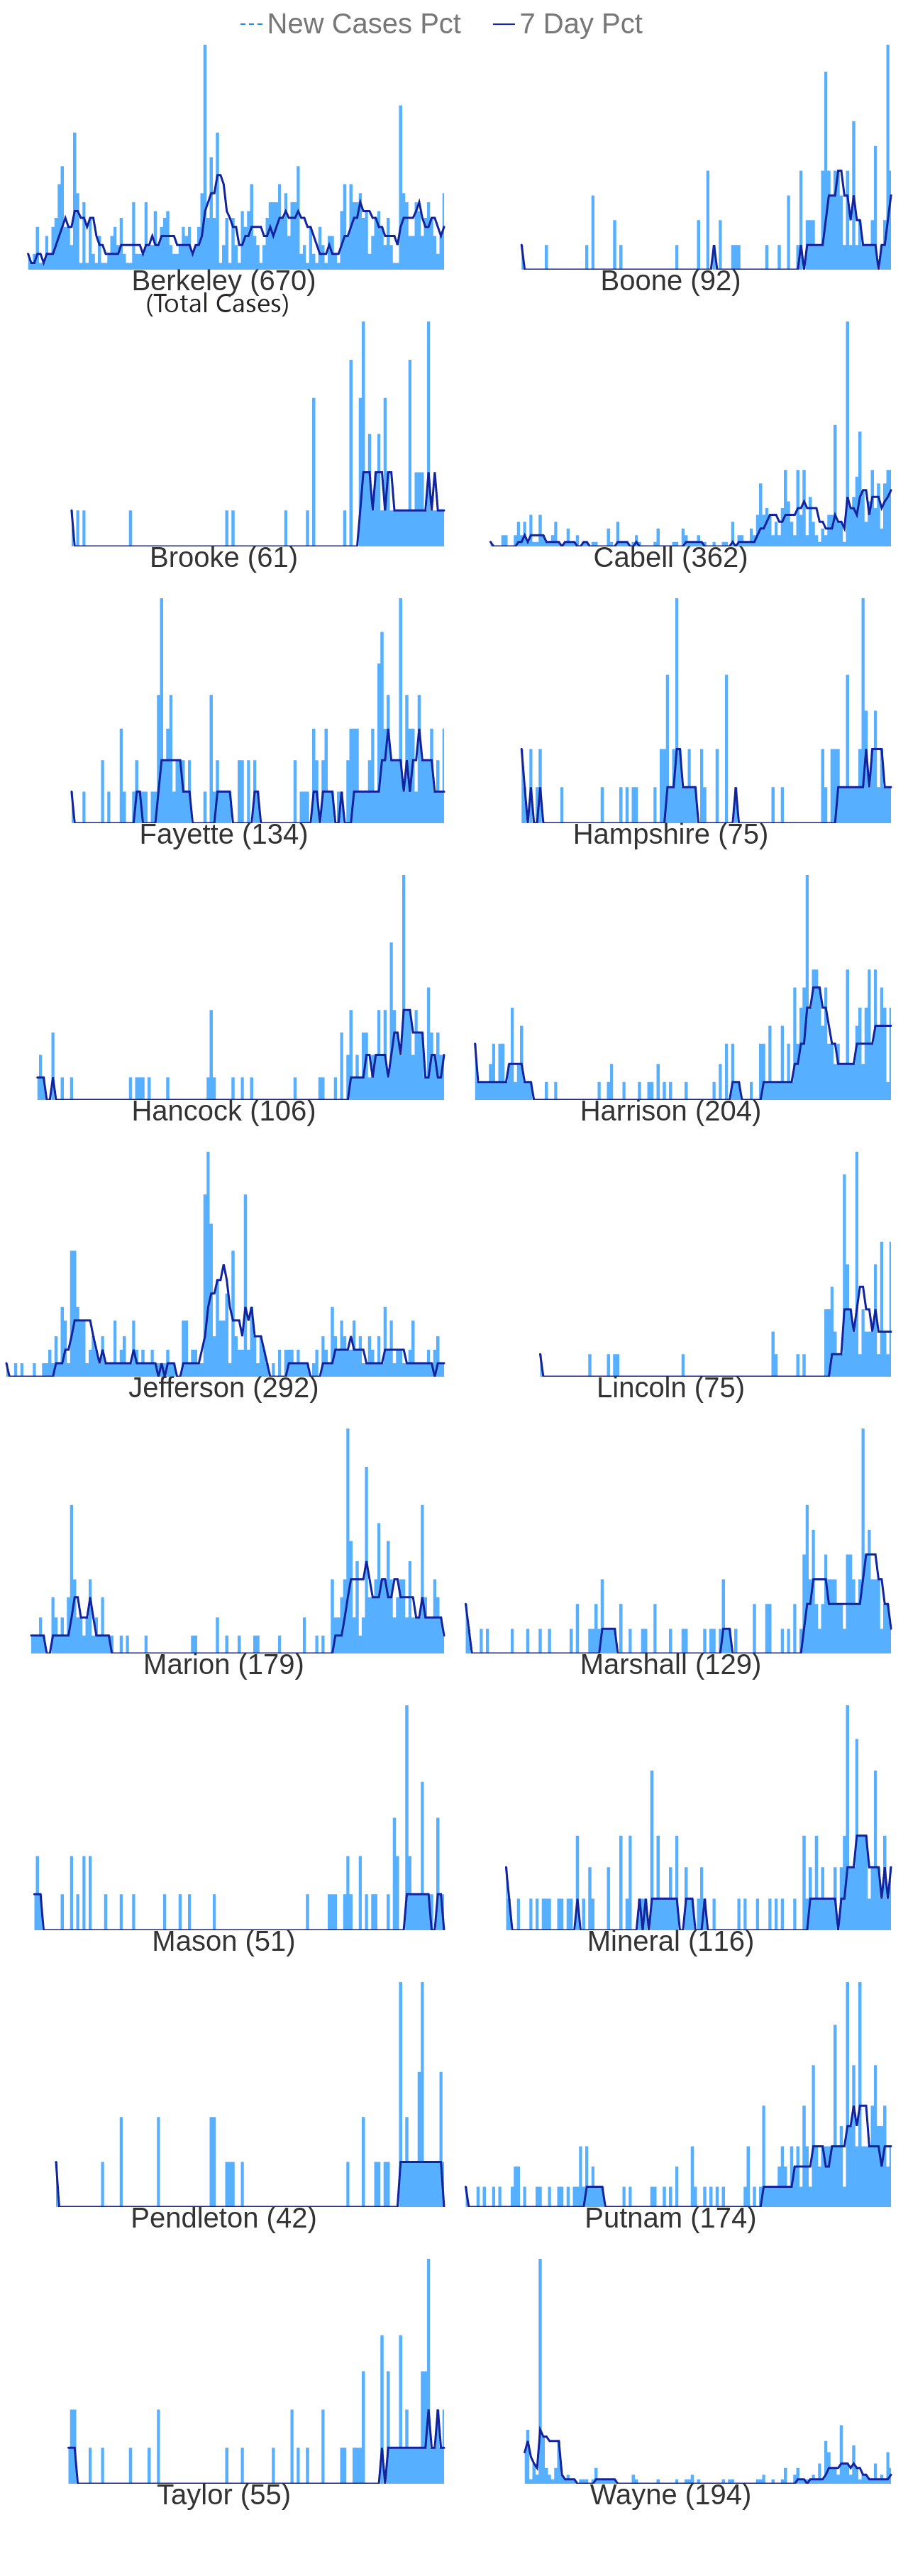 New Cases Pct 7 Day Pct
Berkeley (670) Boone (92)
(Total Cases)
Brooke (61) Cabell (362)
Fayette (134) Hampshire (75)
Hancock (106) Harrison (204)
Jefferson (292) Lincoln (75)
Marion (179) Marshall (129)
Mason (51) Mineral (116)
Pendleton (42) Putnam (174)
Taylor (55) Wayne (194)